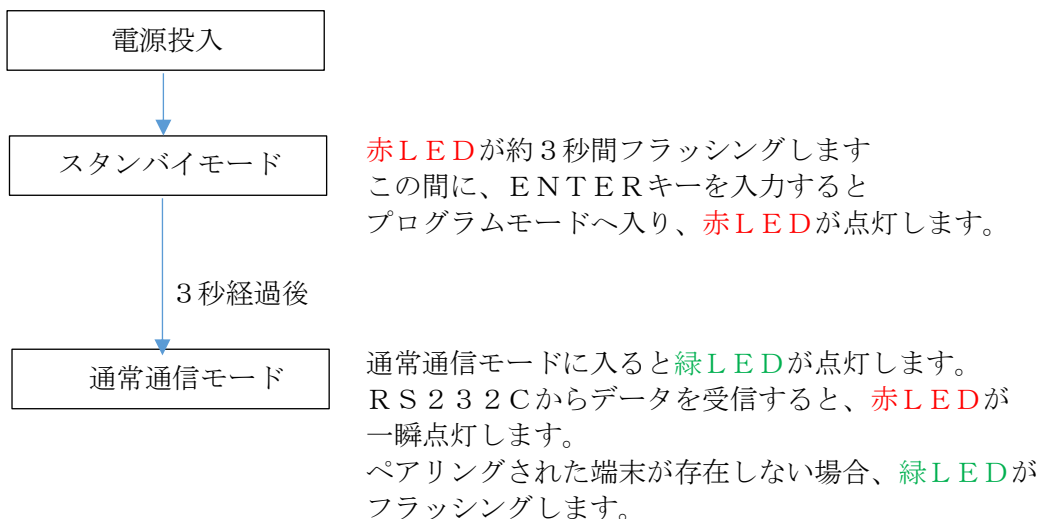 電源投入
スタンバイモード
赤ＬＥＤが約３秒間フラッシングします
この間に、ＥＮＴＥＲキーを入力すると
プログラムモードへ入り、赤ＬＥＤが点灯します。
３秒経過後
通常通信モード
通常通信モードに入ると緑ＬＥＤが点灯します。
ＲＳ２３２Ｃからデータを受信すると、赤ＬＥＤが
一瞬点灯します。
ペアリングされた端末が存在しない場合、緑ＬＥＤが
フラッシングします。